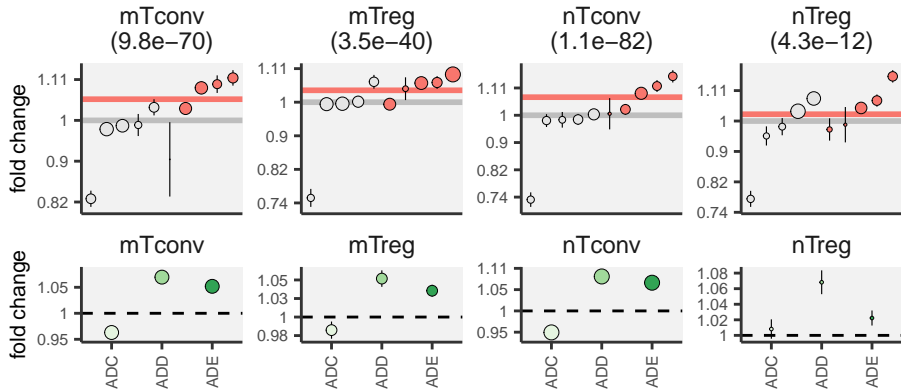 mTconv
(9.8e−70)
mTreg
(3.5e−40)
nTconv
(1.1e−82)
nTreg
(4.3e−12)
fold change
1.11
1
0.9
0.82
1.11
1
0.9
0.82
0.74
1.11
1
0.9
0.82
0.74
1.11
1
0.9
0.82
0.74
mTconv
mTreg
nTconv
nTreg
fold change
1.05
1
0.95
1.05
1.03
1
0.98
1.11
1.05
1
0.95
1.08
1.06
1.04
1.02
1
ADC
ADD
ADE
ADC
ADD
ADE
ADC
ADD
ADE
ADC
ADD
ADE